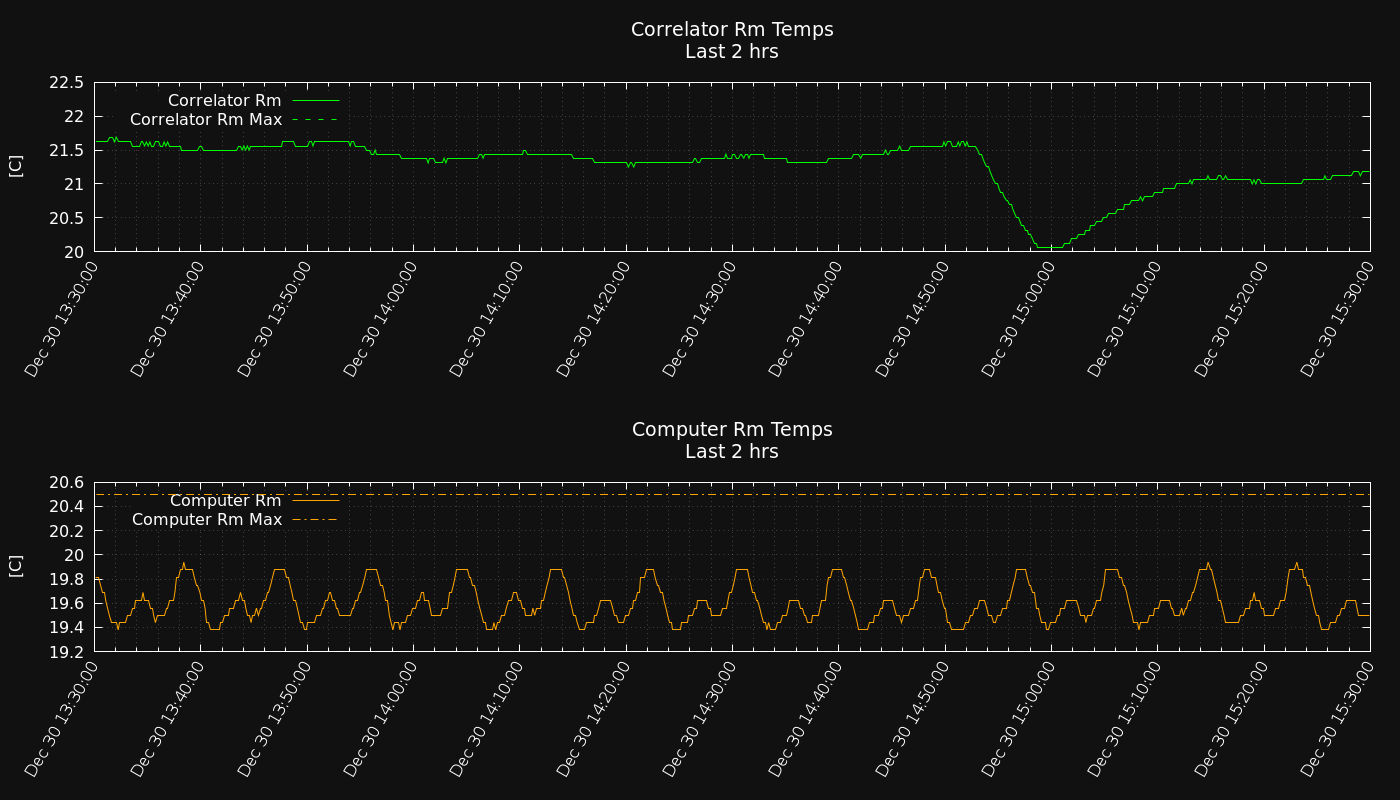 Correlator Rm Temps
Last 2 hrs
22.5
22
21.5
21
20.5
20
[C]
Correlator Rm
Correlator Rm Max
Dec 30 13:30:00
Dec 30 13:40:00
Dec 30 13:50:00
Dec 30 14:00:00
Dec 30 14:10:00
Dec 30 14:20:00
Dec 30 14:30:00
Dec 30 14:40:00
Dec 30 14:50:00
Dec 30 15:00:00
Dec 30 15:10:00
Dec 30 15:20:00
Dec 30 15:30:00
Computer Rm Temps
Last 2 hrs
20.6
20.4
20.2
20
19.8
19.6
19.4
19.2
[C]
Computer Rm
Computer Rm Max
Dec 30 13:30:00
Dec 30 13:40:00
Dec 30 13:50:00
Dec 30 14:00:00
Dec 30 14:10:00
Dec 30 14:20:00
Dec 30 14:30:00
Dec 30 14:40:00
Dec 30 14:50:00
Dec 30 15:00:00
Dec 30 15:10:00
Dec 30 15:20:00
Dec 30 15:30:00